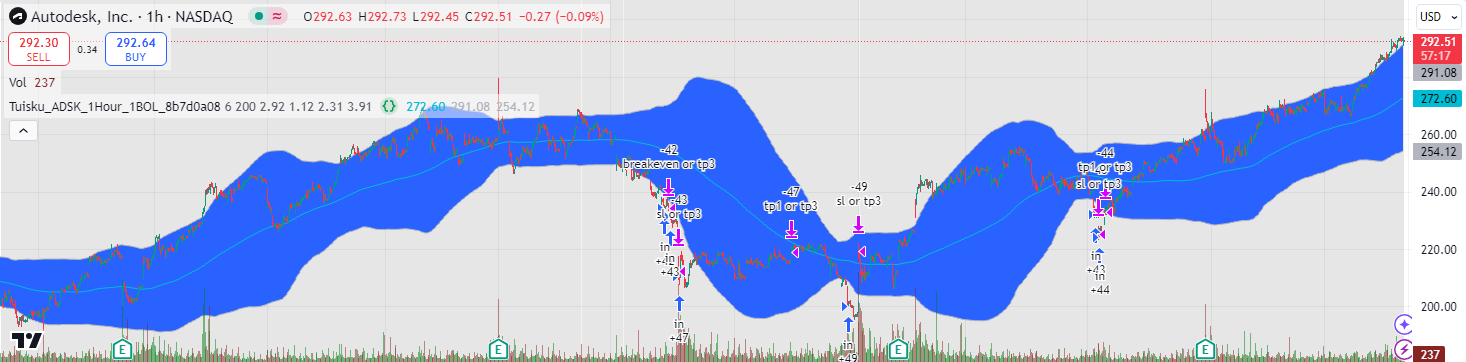 Autodesk, Inc. · 1h · NASDAQ O292.63 H292.73 L292.45 C292.51 −0.27 (−0.09%)
USD
292.30 SELL
0.34
292.64 BUY
292.51
57:17
291.08
Vol 237
Tuisku_ADSK_1Hour_1BOL_8b7d0a08 6 200 2.92 1.12 2.31 3.91 {} 272.60 291.08 254.12
272.60
260.00
254.12
240.00
220.00
200.00
237
-42
breakeven or tp3
-43
sl or tp3
in
in
+43
in
+47
-47
tp1 or tp3
-49
sl or tp3
in
+49
-44
tp1 or tp3
sl or tp3
in
+43
in
+44
E
E
E
E